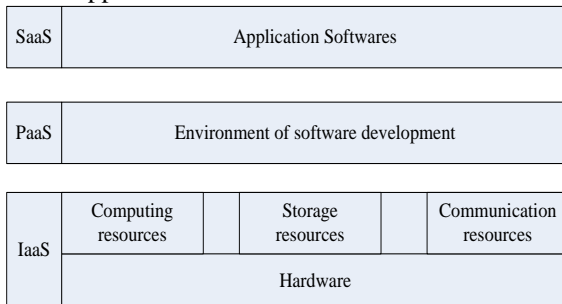 SaaS Application Softwares
PaaS Environment of software development
IaaS
Computing resources
Storage resources
Communication resources
Hardware